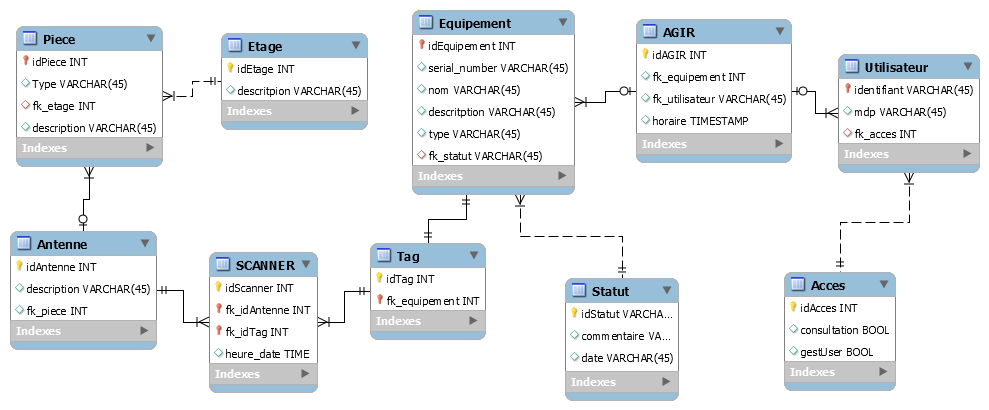 Piece
idPiece INT
Type VARCHAR(45)
fk_etage INT
description VARCHAR(45)
Indexes
Etage
idEtage INT
descritpion VARCHAR(45)
Indexes
Equipement
idEquipement INT
serial_number VARCHAR(45)
nom VARCHAR(45)
descritpton VARCHAR(45)
type VARCHAR(45)
fk_statut VARCHAR(45)
Indexes
AGIR
idAGIR INT
fk_equipement INT
fk_utilisateur VARCHAR(45)
horaire TIMESTAMP
Indexes
Utilisateur
identifiant VARCHAR(45)
mdp VARCHAR(45)
fk_acces INT
Indexes
Antenne
idAntenne INT
description VARCHAR(45)
fk_piece INT
Indexes
SCANNER
idScanner INT
fk_idAntenne INT
fk_idTag INT
heure_date TIME
Indexes
Tag
idTag INT
fk_equipement INT
Indexes
Statut
idStatut VARCHA...
commentaire VA...
date VARCHAR(45)
Indexes
Acces
idAcces INT
consultation BOOL
gestUser BOOL
Indexes